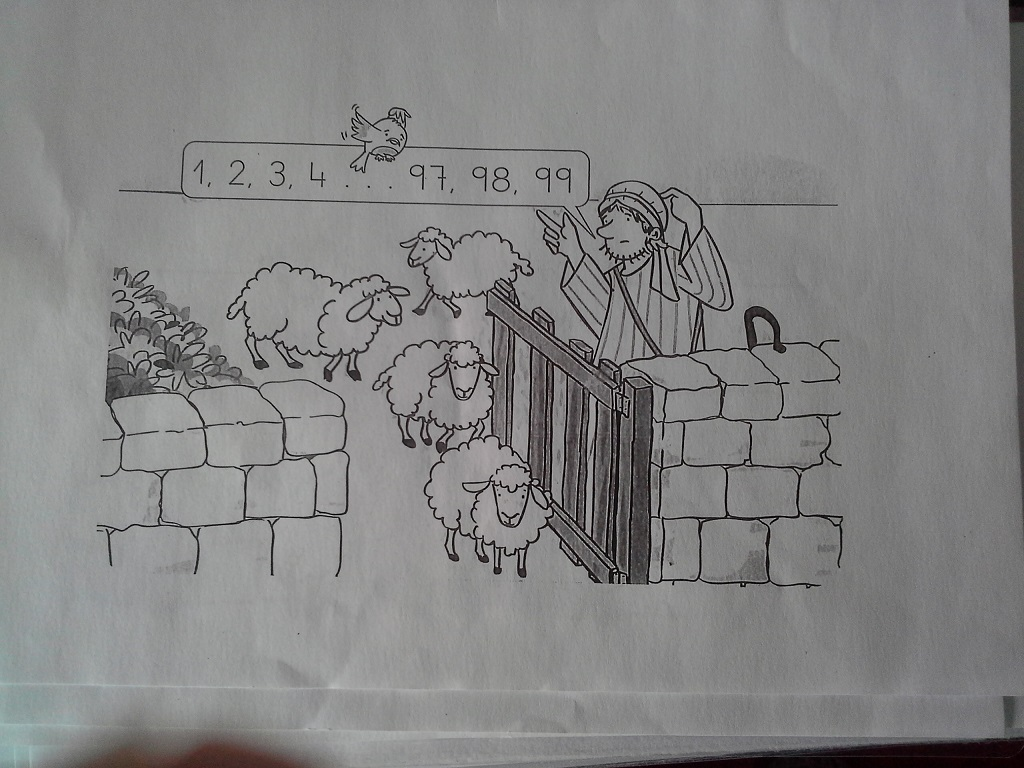 1, 2, 3, 4 . . . 97, 98, 99